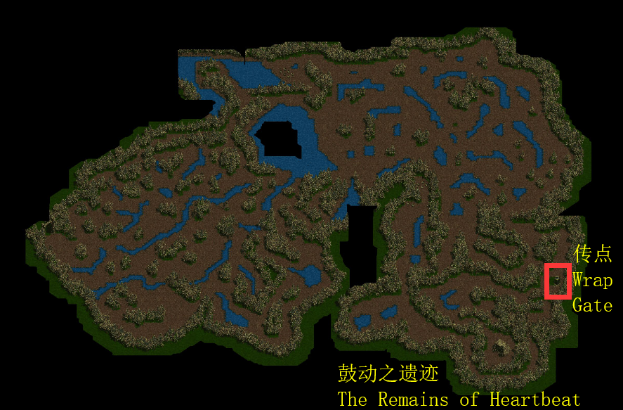 传点
Wrap
Gate
鼓动之遗迹
The Remains of Heartbeat